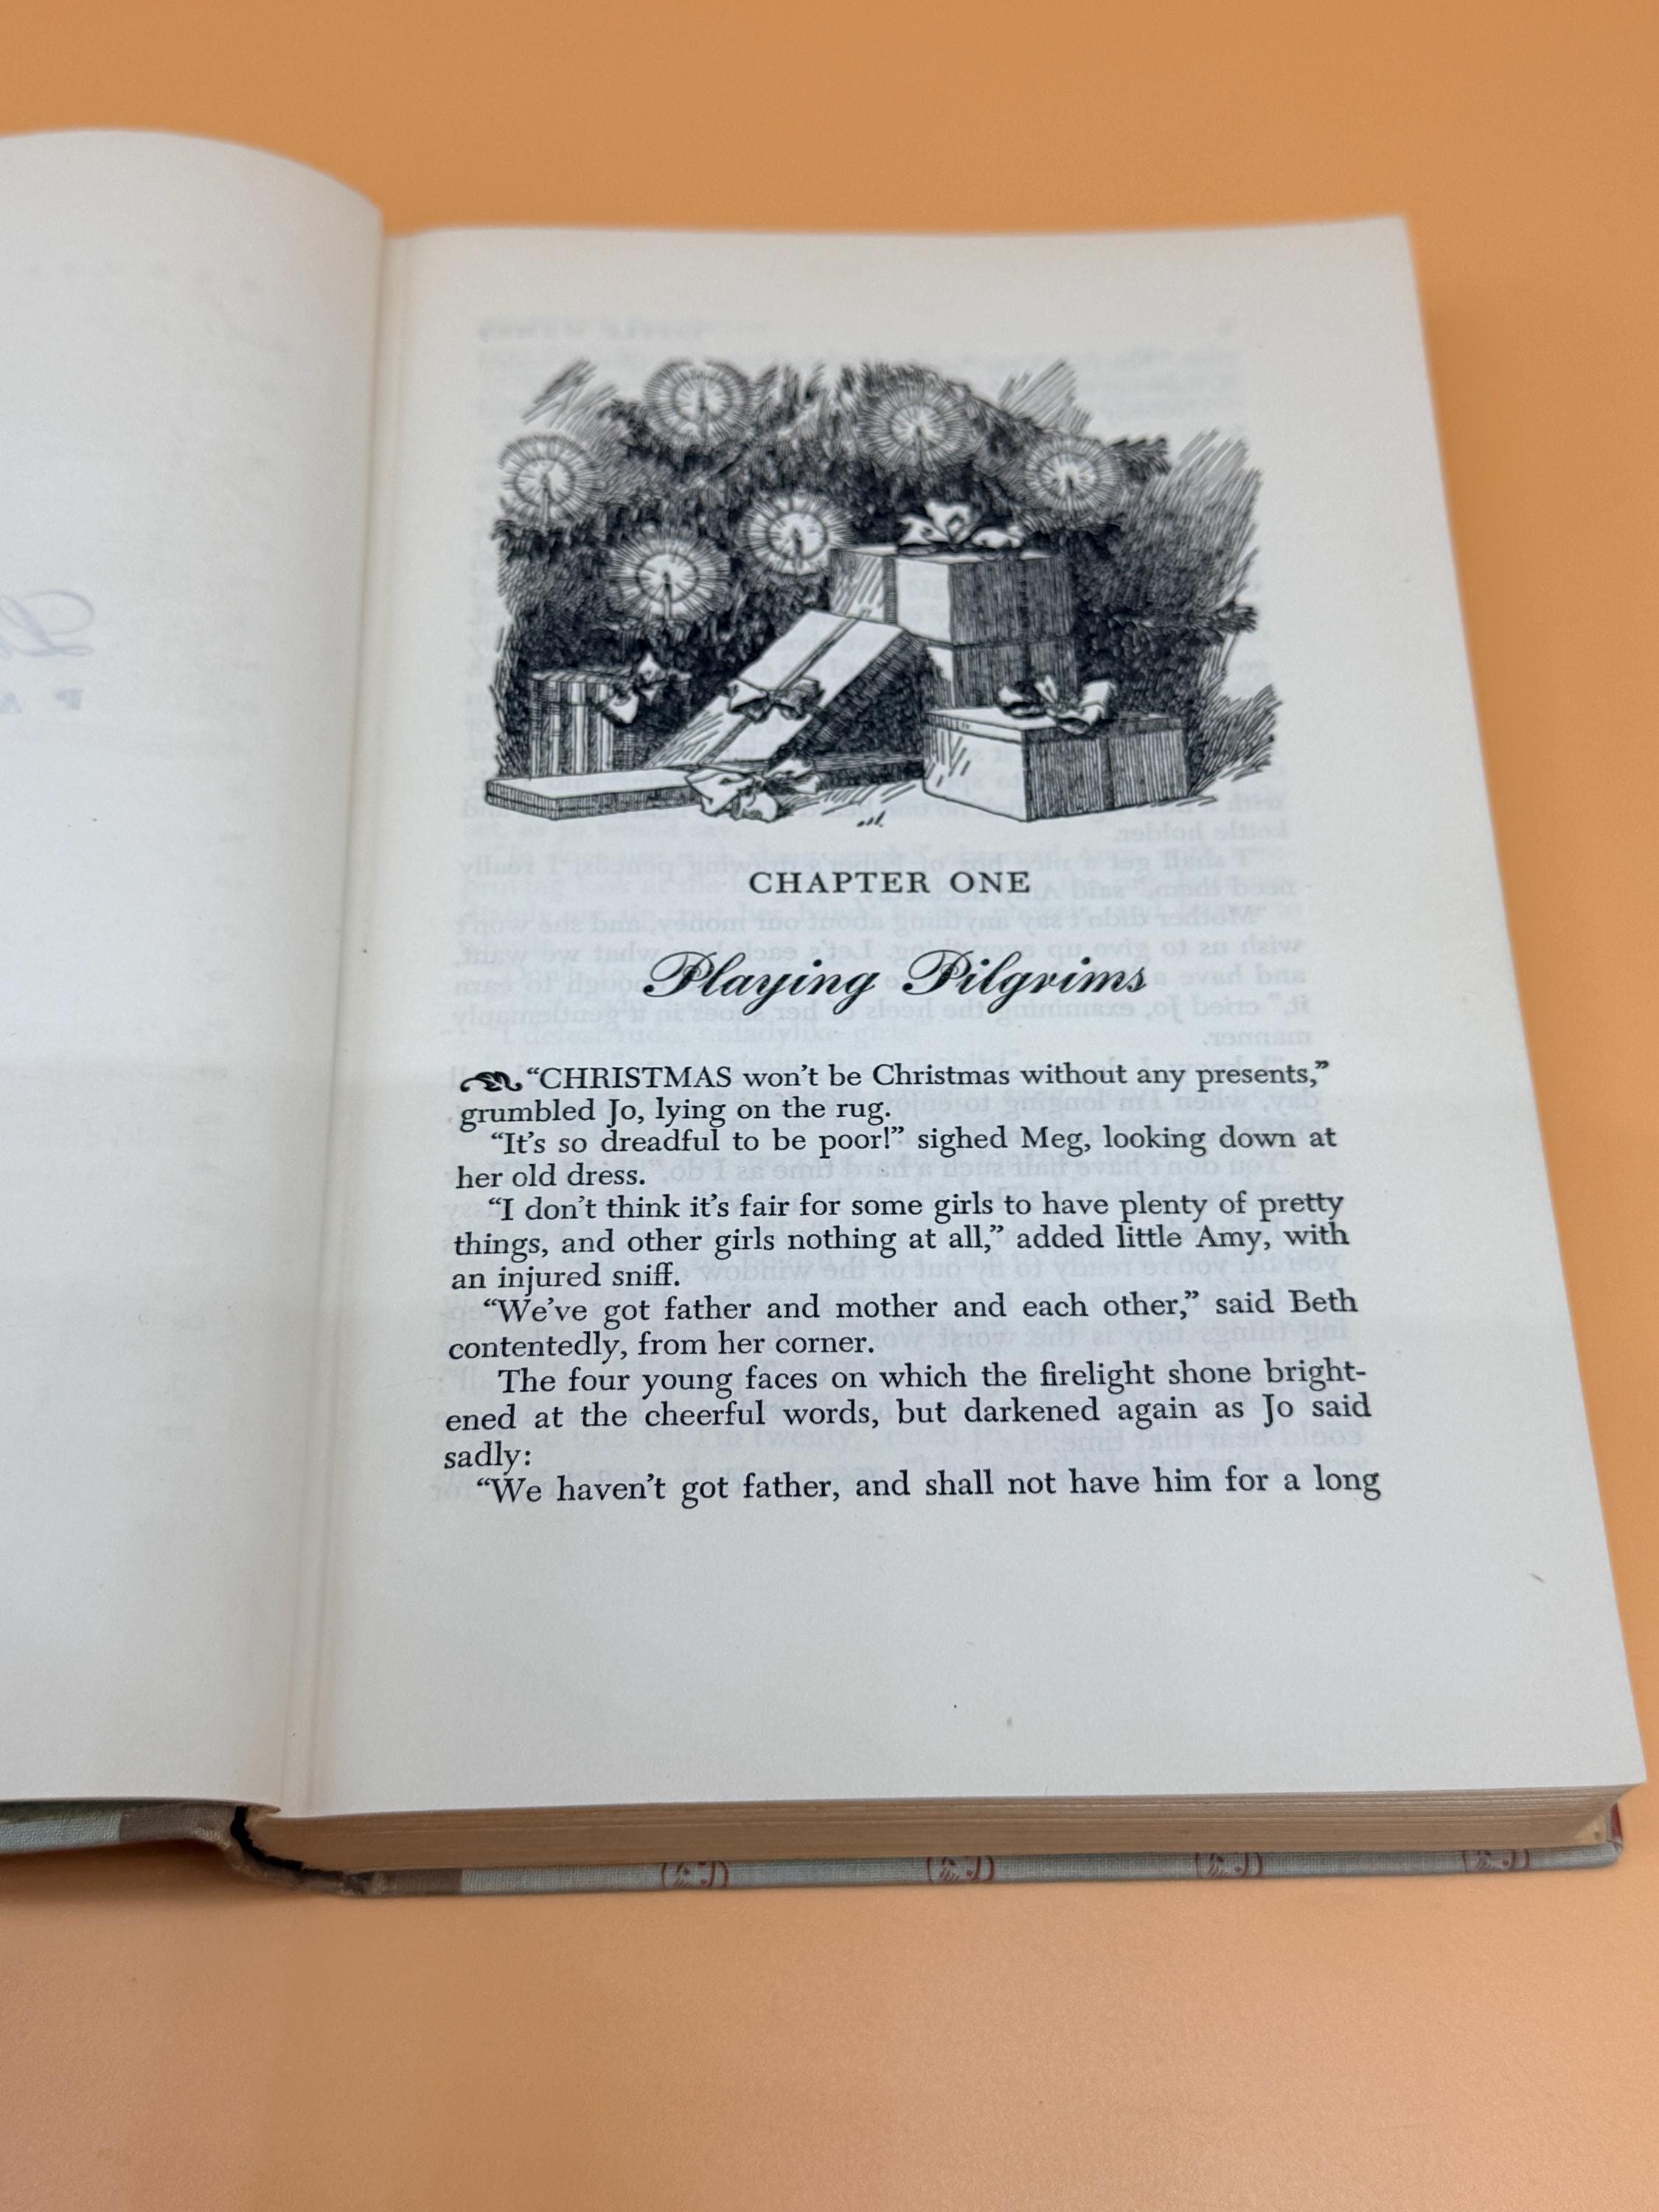 CHAPTER ONE
Playing Pilgrims
“CHRISTMAS won’t be Christmas without any presents,”
grumbled Jo, lying on the rug.
“It’s so dreadful to be poor!” sighed Meg, looking down at
her old dress.
“I don’t think it’s fair for some girls to have plenty of pretty
things, and other girls nothing at all,” added little Amy, with
an injured sniff.
“We’ve got father and mother and each other,” said Beth
contentedly, from her corner.
The four young faces on which the firelight shone bright-
ened at the cheerful words, but darkened again as Jo said
sadly:
“We haven’t got father, and shall not have him for a long